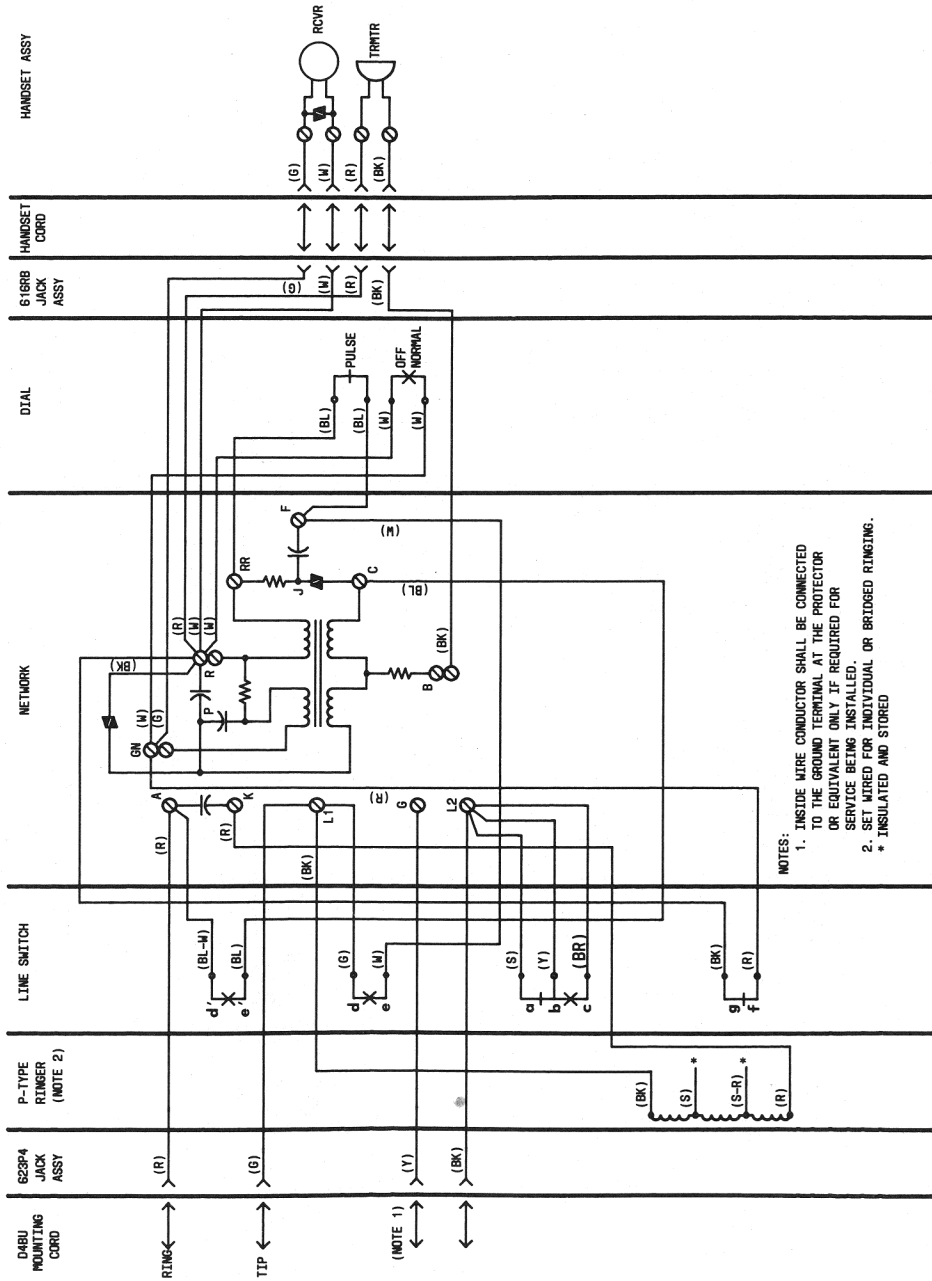 D4BU
MOUNTING
CORD
623P4
JACK
ASSY
P-TYPE
RINGER
(NOTE 2)
LINE SWITCH
NETWORK
DIAL
616RB
JACK
ASSY
HANDSET
CORD
HANDSET ASSY
RING
TIP
(NOTE 1)
(R)
(G)
(Y)
(BK)
(BK)
(S)
*
(S-R)
*
(R)
(BL-W)
d'
e'
(BL)
(G)
d
e
(W)
(S)
a
(Y)
b
(BR)
c
(BK)
g
f
(R)
(R)
A
K
(R)
(BK)
L1
G
(R)
L2
GN
(W)
(G)
P
(BK)
R
(R)
(W)
(W)
RR
J
C
(BL)
F
(W)
B
(BK)
(BL)
PULSE
(BL)
(W)
OFF
NORMAL
(W)
(G)
(W)
(R)
(BK)
(G)
(W)
(R)
(BK)
RCVR
TRMTR
NOTES:
1. INSIDE WIRE CONDUCTOR SHALL BE CONNECTED
TO THE GROUND TERMINAL AT THE PROTECTOR
OR EQUIVALENT ONLY IF REQUIRED FOR
SERVICE BEING INSTALLED.
2. SET WIRED FOR INDIVIDUAL OR BRIDGED RINGING.
* INSULATED AND STORED